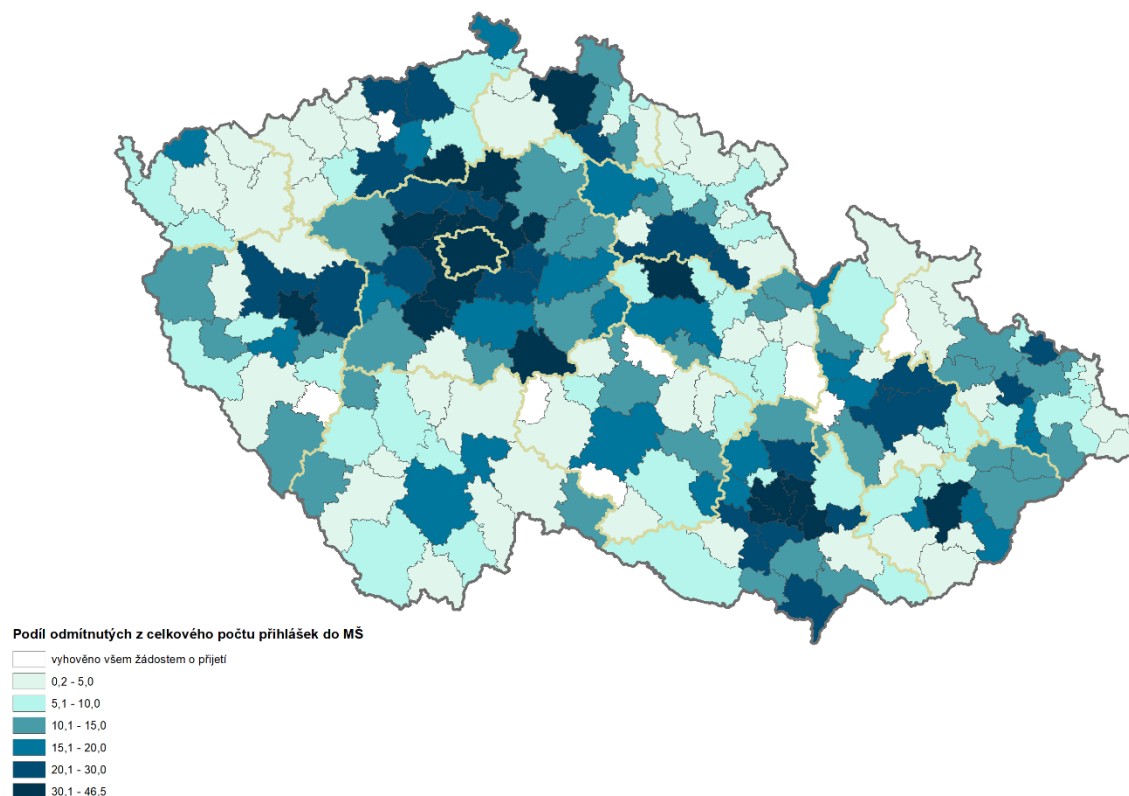 Podíl odmítnutých z celkového počtu přihlášek do MŠ
vyhověno všem žádostem o přijetí
0,2 - 5,0
5,1 - 10,0
10,1 - 15,0
15,1 - 20,0
20,1 - 30,0
30,1 - 46,5